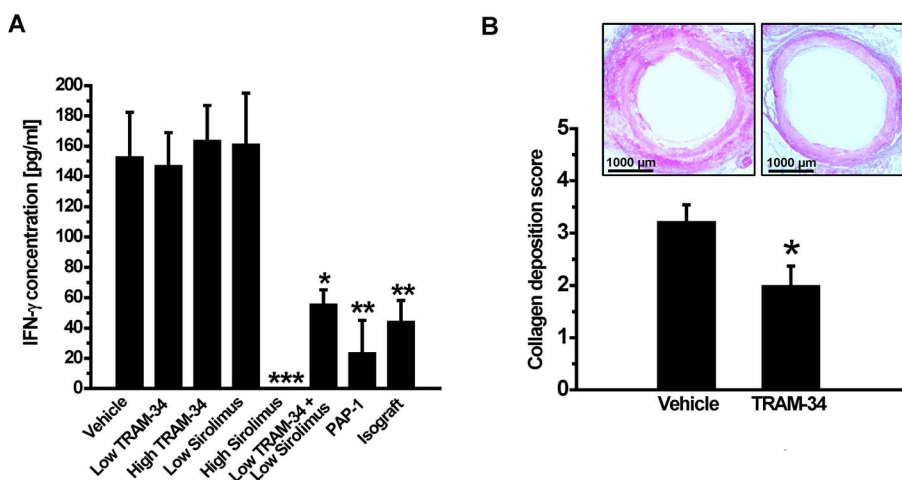 A
IFN-γ concentration [pg/ml]
200
180
160
140
120
100
80
60
40
20
0
*
**
**
***
Vehicle
Low TRAM-34
High TRAM-34
Low Sirolimus
High Sirolimus
Low TRAM-34 +
Low Sirolimus
PAP-1
Isograft
B
1000 µm
1000 µm
Collagen deposition score
5
4
3
2
1
0
*
Vehicle
TRAM-34